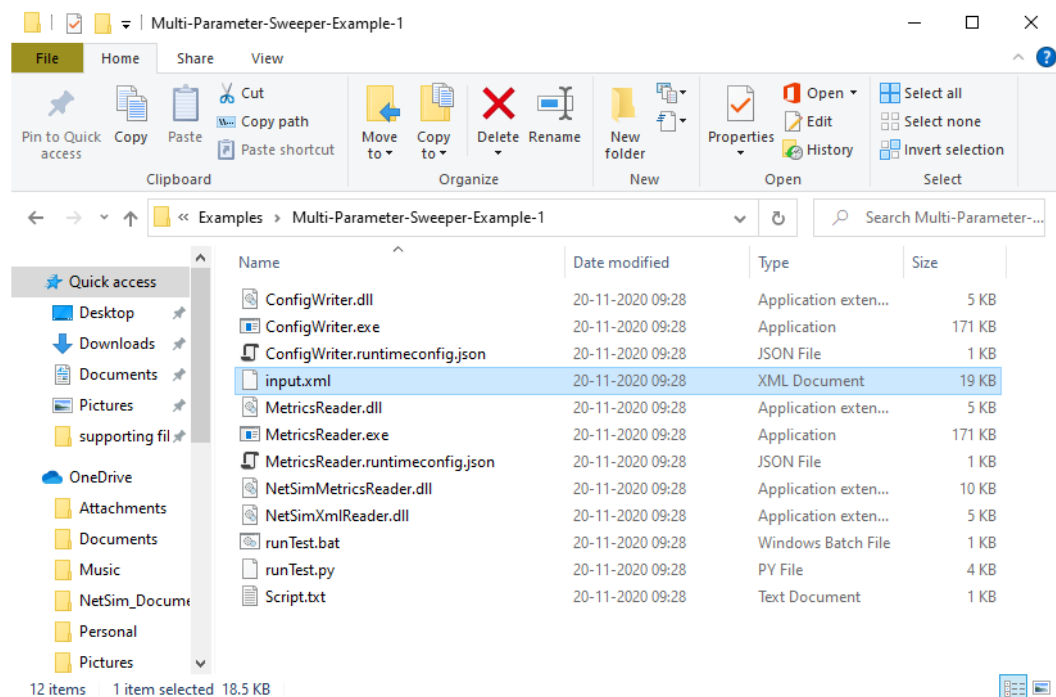 Multi-Parameter-Sweeper-Example-1
File Home Share View
Pin to Quick access
Copy
Paste
Cut
Copy path
Paste shortcut
Move to
Copy to
Delete
Rename
New folder
Properties
Open
Edit
History
Select all
Select none
Invert selection
Clipboard Organize New Open Select
« Examples › Multi-Parameter-Sweeper-Example-1
Search Multi-Parameter-...
Quick access
Desktop
Downloads
Documents
Pictures
supporting fil
OneDrive
Attachments
Documents
Music
NetSim_Docume
Personal
Pictures
Name Date modified Type Size
ConfigWriter.dll 20-11-2020 09:28 Application exten... 5 KB
ConfigWriter.exe 20-11-2020 09:28 Application 171 KB
ConfigWriter.runtimeconfig.json 20-11-2020 09:28 JSON File 1 KB
input.xml 20-11-2020 09:28 XML Document 19 KB
MetricsReader.dll 20-11-2020 09:28 Application exten... 5 KB
MetricsReader.exe 20-11-2020 09:28 Application 171 KB
MetricsReader.runtimeconfig.json 20-11-2020 09:28 JSON File 1 KB
NetSimMetricsReader.dll 20-11-2020 09:28 Application exten... 10 KB
NetSimXmlReader.dll 20-11-2020 09:28 Application exten... 5 KB
runTest.bat 20-11-2020 09:28 Windows Batch File 1 KB
runTest.py 20-11-2020 09:28 PY File 4 KB
Script.txt 20-11-2020 09:28 Text Document 1 KB
12 items 1 item selected 18.5 KB